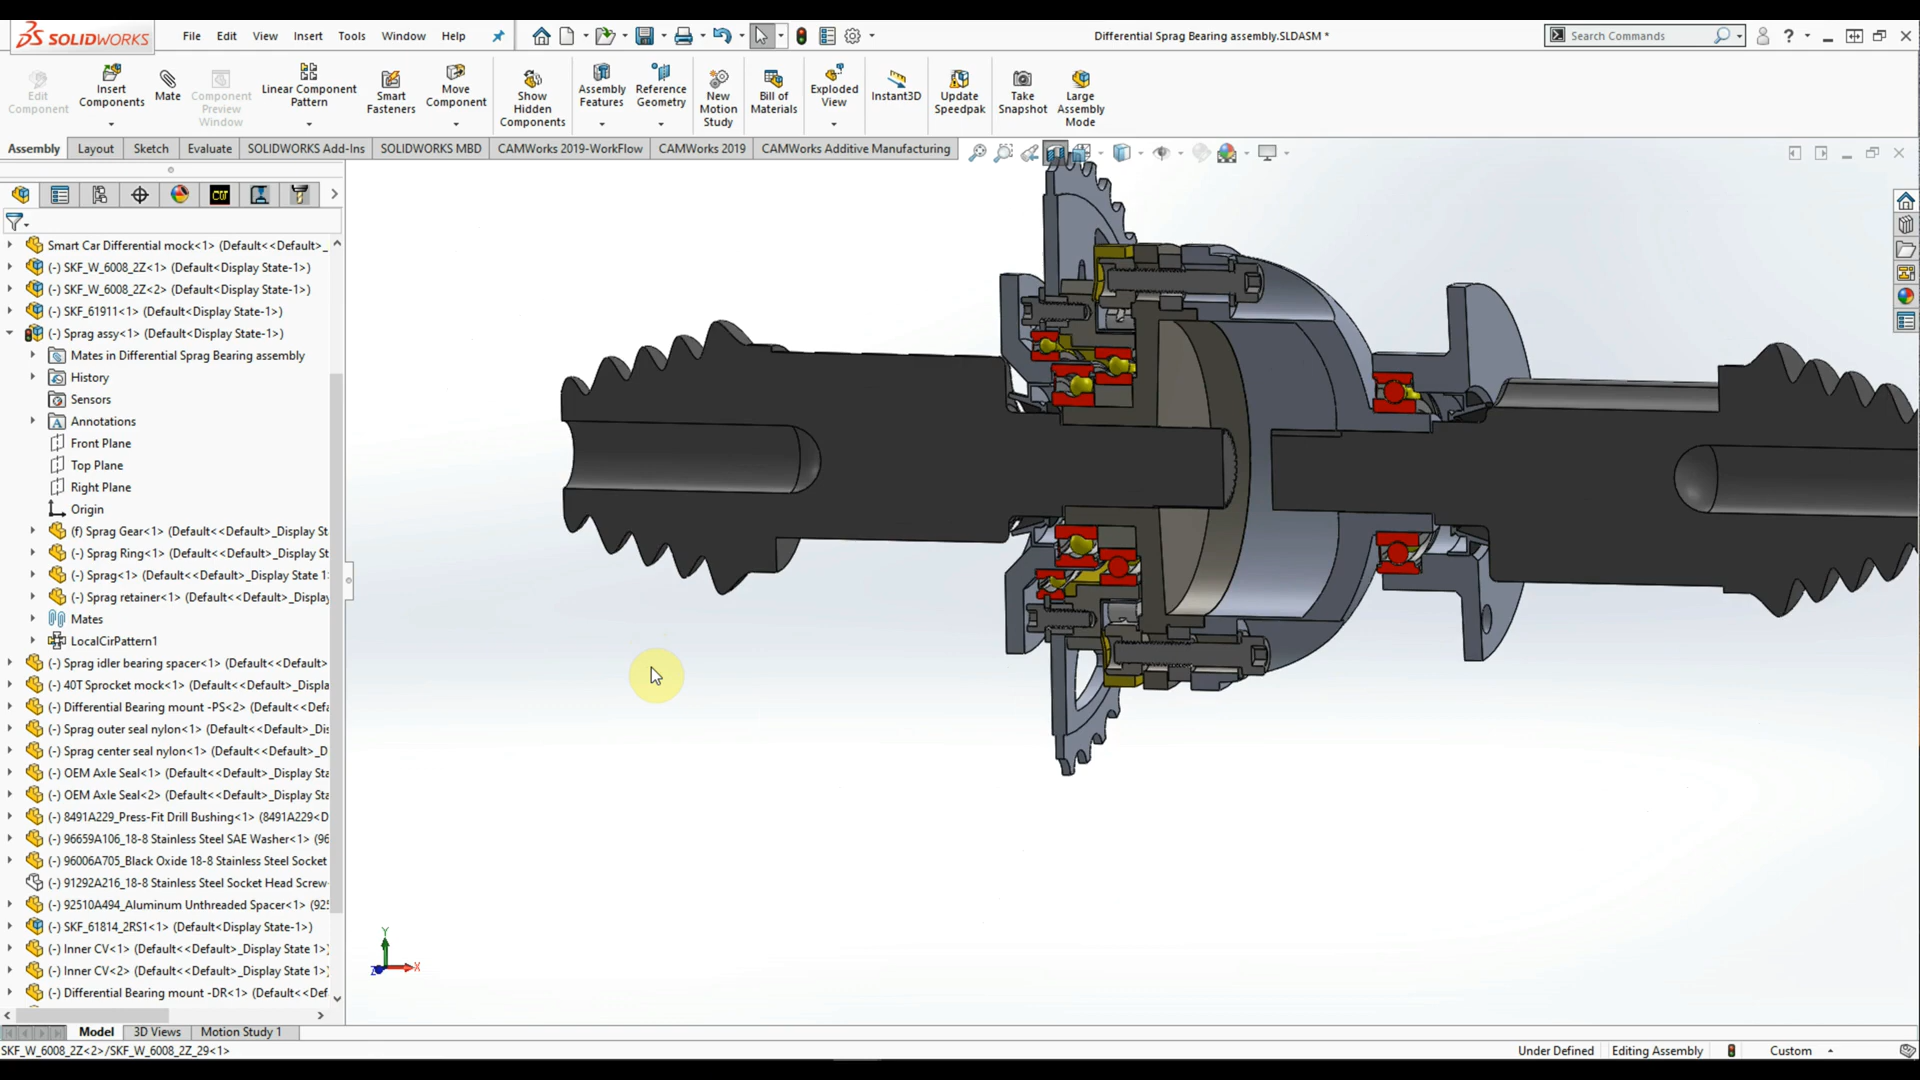 SOLIDWORKS
File Edit View Insert Tools Window Help
Differential Sprag Bearing assembly.SLDASM *
Search Commands
Edit Component
Insert Components
Mate
Component Preview Window
Linear Component Pattern
Smart Fasteners
Move Component
Show Hidden Components
Assembly Features
Reference Geometry
New Motion Study
Bill of Materials
Exploded View
Instant3D
Update Speedpak
Take Snapshot
Large Assembly Mode
Assembly Layout Sketch Evaluate SOLIDWORKS Add-Ins SOLIDWORKS MBD CAMWorks 2019-WorkFlow CAMWorks 2019 CAMWorks Additive Manufacturing
CW
Smart Car Differential mock<1> (Default<<Default>_
(-) SKF_W_6008_2Z<1> (Default<Display State-1>)
(-) SKF_W_6008_2Z<2> (Default<Display State-1>)
(-) SKF_61911<1> (Default<Display State-1>)
(-) Sprag assy<1> (Default<Display State-1>)
Mates in Differential Sprag Bearing assembly
History
Sensors
Annotations
Front Plane
Top Plane
Right Plane
Origin
(f) Sprag Gear<1> (Default<<Default>_Display St
(-) Sprag Ring<1> (Default<<Default>_Display St
(-) Sprag<1> (Default<<Default>_Display State 1
(-) Sprag retainer<1> (Default<<Default>_Display
Mates
LocalCirPattern1
(-) Sprag idler bearing spacer<1> (Default<<Default>
(-) 40T Sprocket mock<1> (Default<<Default>_Displa
(-) Differential Bearing mount -PS<2> (Default<<Defa
(-) Sprag outer seal nylon<1> (Default<<Default>_Dis
(-) Sprag center seal nylon<1> (Default<<Default>_D
(-) OEM Axle Seal<1> (Default<<Default>_Display Sta
(-) OEM Axle Seal<2> (Default<<Default>_Display Sta
(-) 8491A229_Press-Fit Drill Bushing<1> (8491A229<D
(-) 96659A106_18-8 Stainless Steel SAE Washer<1> (96
(-) 96006A705_Black Oxide 18-8 Stainless Steel Socket
(-) 91292A216_18-8 Stainless Steel Socket Head Screw
(-) 92510A494_Aluminum Unthreaded Spacer<1> (925
(-) SKF_61814_2RS1<1> (Default<Display State-1>)
(-) Inner CV<1> (Default<<Default>_Display State 1>)
(-) Inner CV<2> (Default<<Default>_Display State 1>)
(-) Differential Bearing mount -DR<1> (Default<<Def
Y
Z X
Model 3D Views Motion Study 1
SKF_W_6008_2Z<2>/SKF_W_6008_2Z_29<1>
Under Defined Editing Assembly Custom